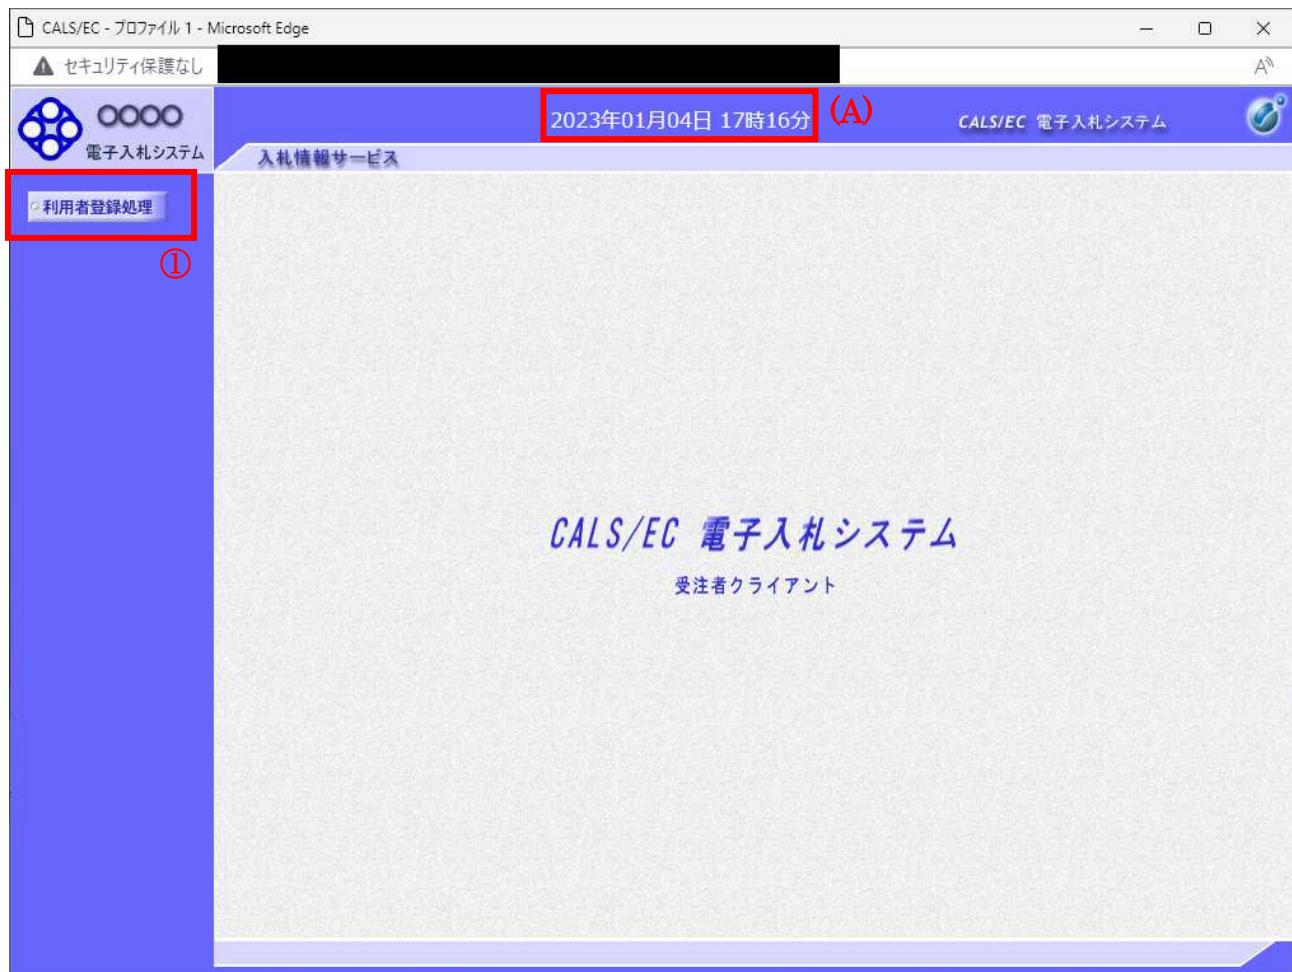 CALS/EC - プロファイル 1 - Microsoft Edge
セキュリティ保護なし
A
〇〇〇〇
電子入札システム
2023年01月04日 17時16分
(A)
CALS/EC 電子入札システム
入札情報サービス
利用者登録処理
①
CALS/EC 電子入札システム
受注者クライアント